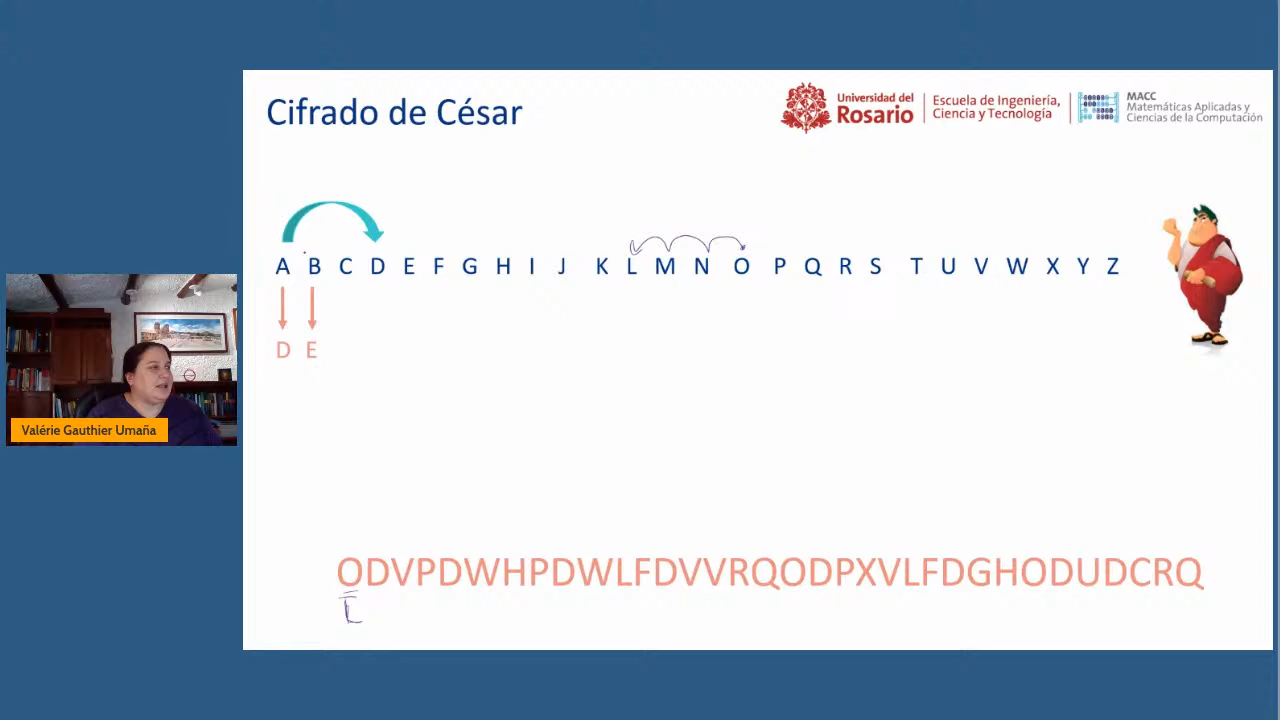 Cifrado de César
Universidad del
Rosario
Escuela de Ingeniería,
Ciencia y Tecnología
MACC
Matemáticas Aplicadas y
Ciencias de la Computación
A B C D E F G H I J K L M N O P Q R S T U V W X Y Z
D E
Valérie Gauthier Umaña
ODVPDWHPDWLFDVVRQODPXVLFDGHODUDCRQ
L